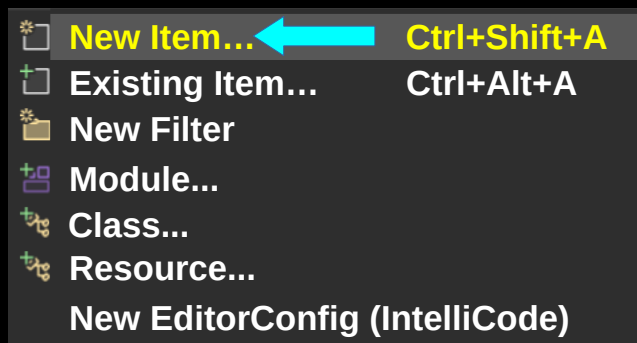 New Item… Ctrl+Shift+A
Existing Item… Ctrl+Alt+A
New Filter
Module...
Class...
Resource...
New EditorConfig (IntelliCode)